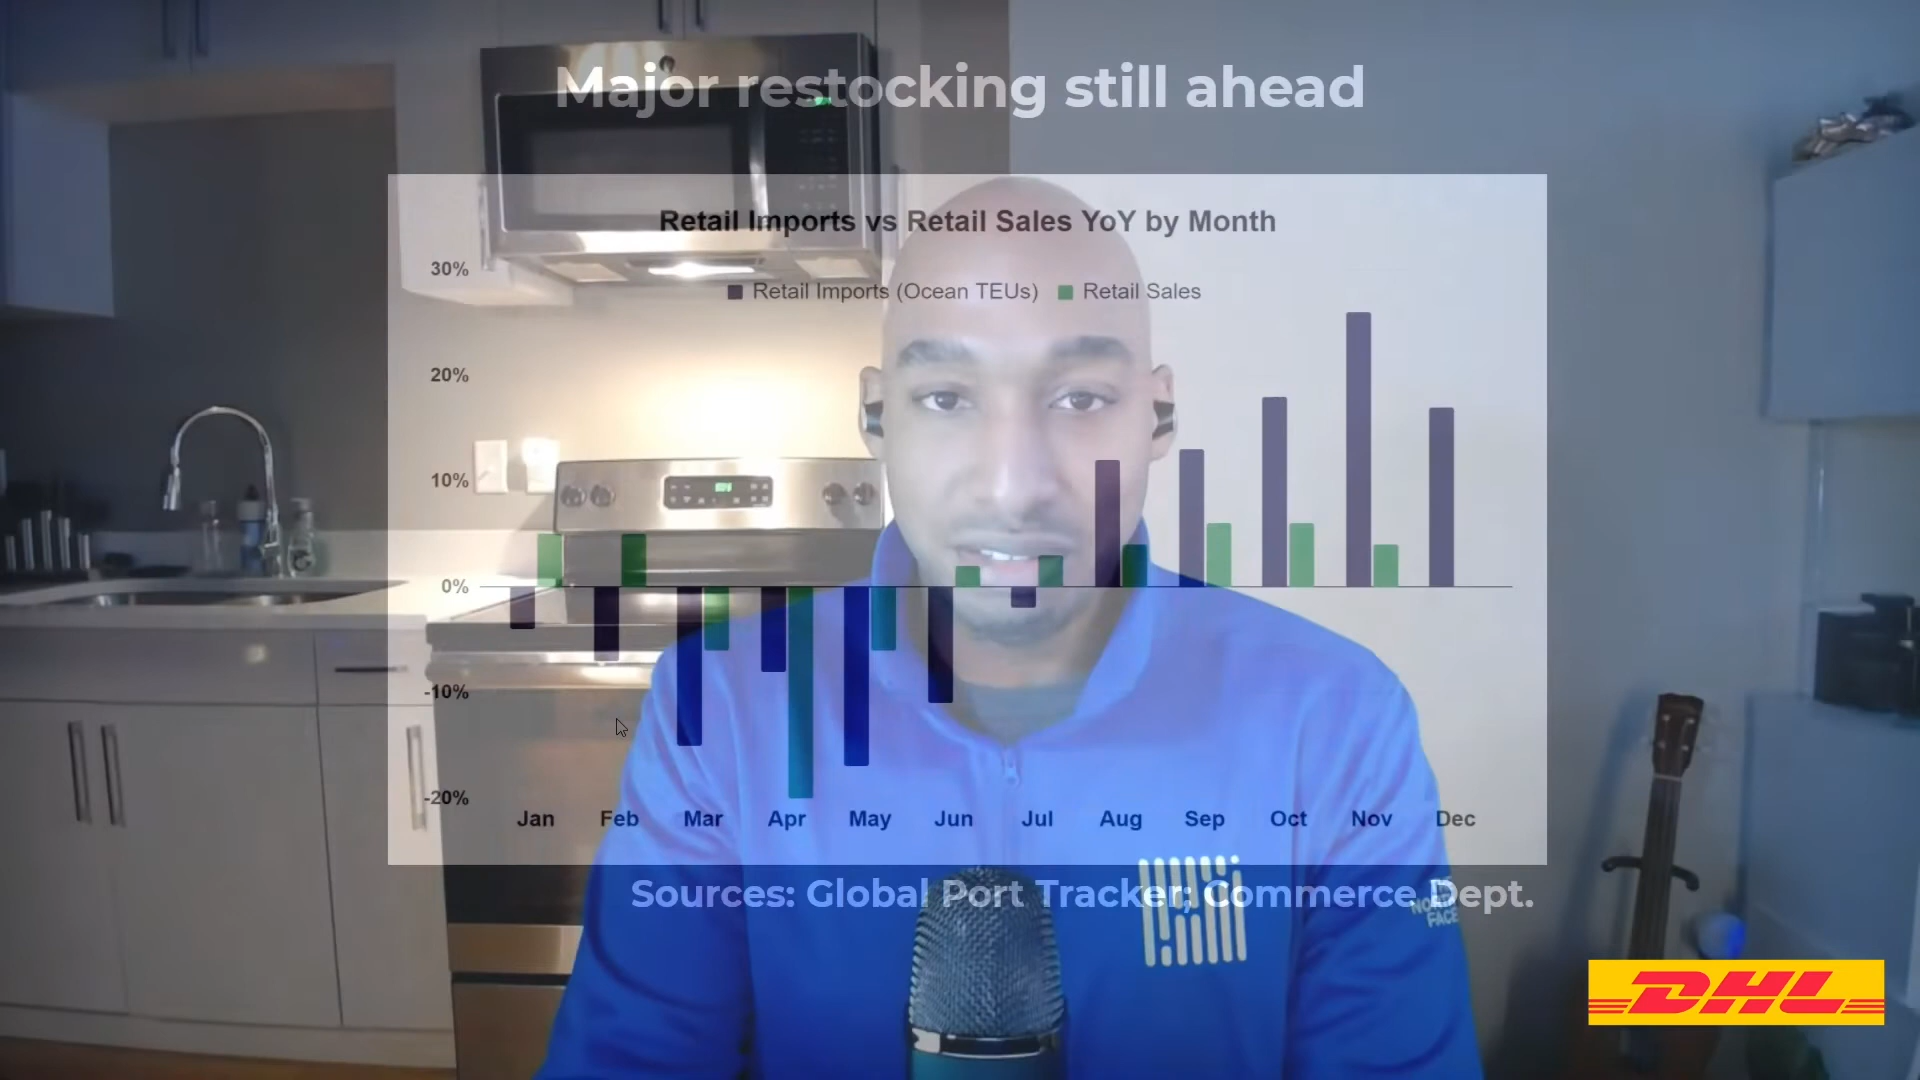 Major restocking still ahead
Retail Imports vs Retail Sales YoY by Month
30%
Retail Imports (Ocean TEUs) Retail Sales
20%
10%
0%
-10%
-20%
Jan Feb Mar Apr May Jun Jul Aug Sep Oct Nov Dec
Sources: Global Port Tracker; Commerce Dept.
NORTH
FACE
DHL